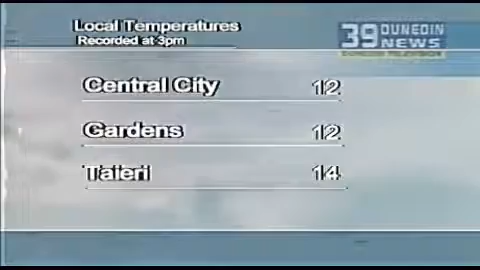 Local Temperatures
Recorded at 3pm
39 DUNEDIN
NEWS
Central City 12
Gardens 12
Taieri 14